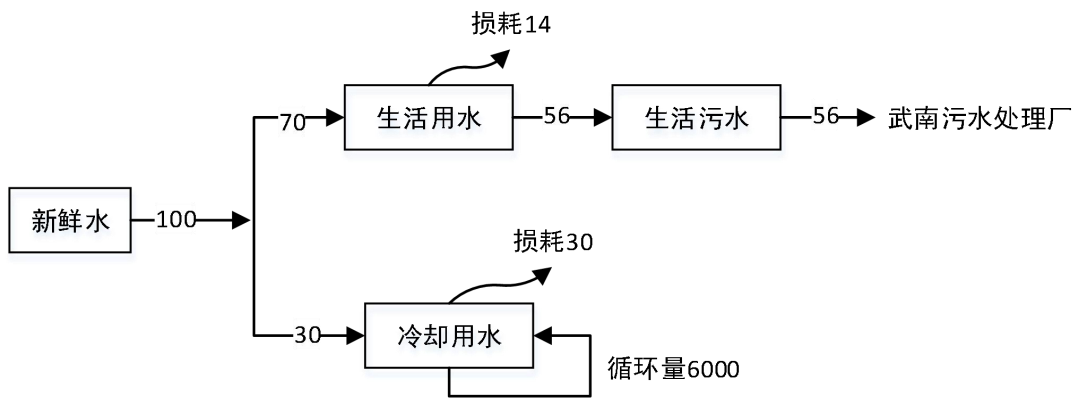 损耗14
70
生活用水
56
生活污水
56
武南污水处理厂
新鲜水
100
损耗30
30
冷却用水
循环量6000